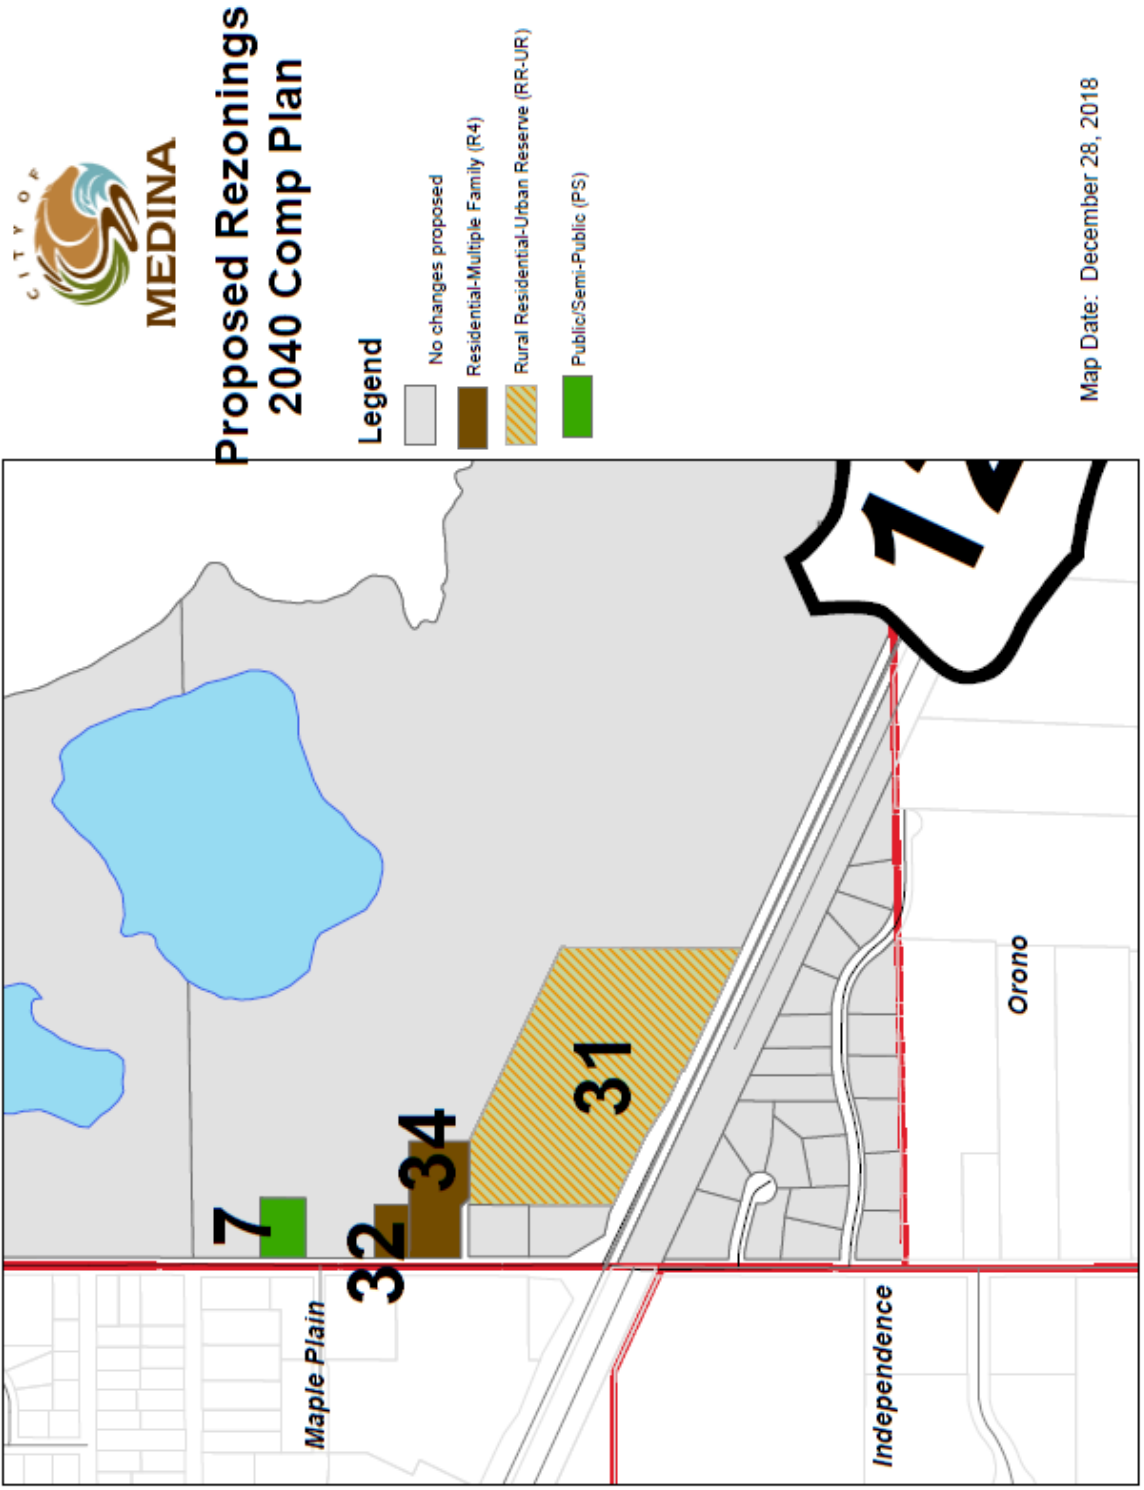 CITY OF
MEDINA
Proposed Rezonings
2040 Comp Plan
Legend
No changes proposed
Residential-Multiple Family (R4)
Rural Residential-Urban Reserve (RR-UR)
Public/Semi-Public (PS)
Map Date: December 28, 2018
7
32
34
31
12
Maple Plain
Independence
Orono